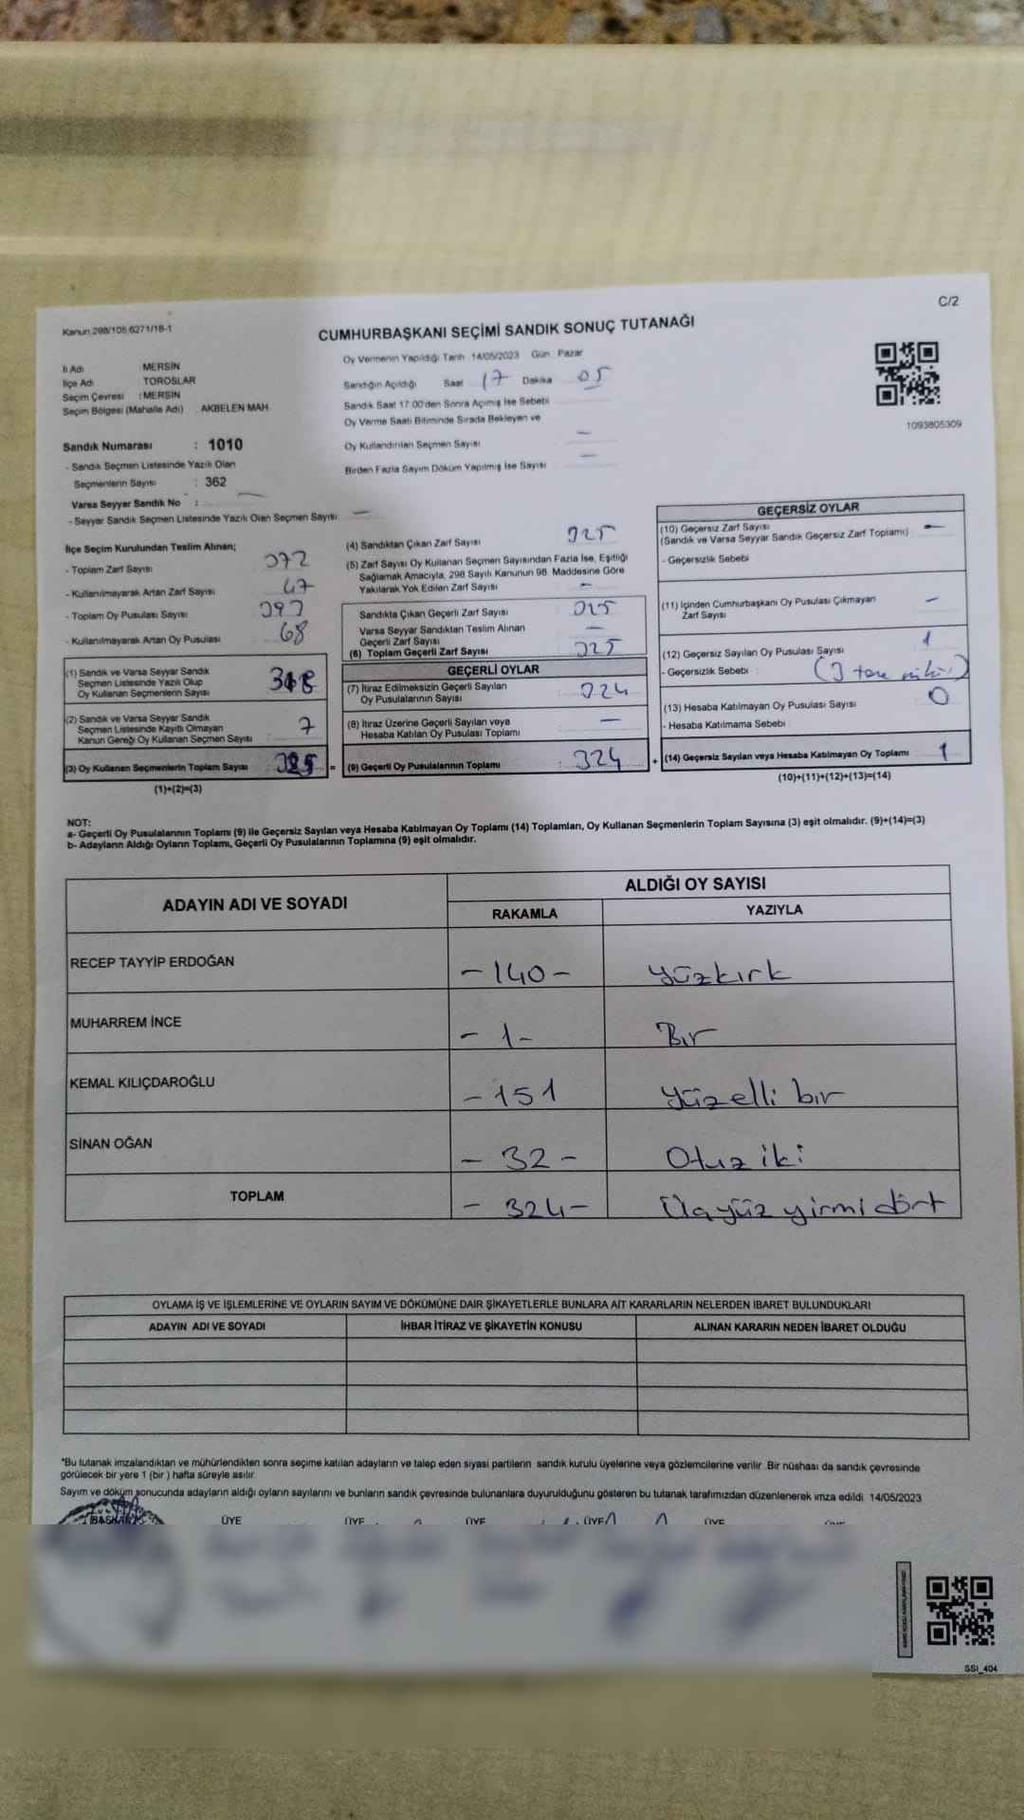 C/2
Kanun 298/105 6271/18-1
CUMHURBAŞKANI SEÇİMİ SANDIK SONUÇ TUTANAĞI
İl Adı MERSİN
İlçe Adı TOROSLAR
Seçim Çevresi : MERSİN
Seçim Bölgesi (Mahalle Adı) AKBELEN MAH.
Sandık Numarası : 1010
- Sandık Seçmen Listesinde Yazılı Olan
Seçmenlerin Sayısı : 362
Varsa Seyyar Sandık No :
- Seyyar Sandık Seçmen Listesinde Yazılı Olan Seçmen Sayısı
Oy Vermenin Yapıldığı Tarih 14/05/2023 Gün Pazar
Sandığın Açıldığı Saat 17 Dakika 05
Sandık Saat 17.00'den Sonra Açılmış İse Sebebi
Oy Verme Saati Bitiminde Sırada Bekleyen ve
Oy Kullandırılan Seçmen Sayısı
Birden Fazla Sayım Döküm Yapılmış İse Sayısı
1093805309
İlçe Seçim Kurulundan Teslim Alınan;
- Toplam Zarf Sayısı 372
- Kullanılmayarak Artan Zarf Sayısı 47
- Toplam Oy Pusulası Sayısı 393
- Kullanılmayarak Artan Oy Pusulası 68
(1) Sandık ve Varsa Seyyar Sandık
Seçmen Listesinde Yazılı Olup
Oy Kullanan Seçmenlerin Sayısı 318
(2) Sandık ve Varsa Seyyar Sandık
Seçmen Listesinde Kayıtlı Olmayan
Kanun Gereği Oy Kullanan Seçmen Sayısı 7
(3) Oy Kullanan Seçmenlerin Toplam Sayısı 325 =
(1)+(2)=(3)
(4) Sandıktan Çıkan Zarf Sayısı 325
(5) Zarf Sayısı Oy Kullanan Seçmen Sayısından Fazla İse, Eşitliği
Sağlamak Amacıyla, 298 Sayılı Kanunun 98. Maddesine Göre
Yakılarak Yok Edilen Zarf Sayısı -
Sandıkta Çıkan Geçerli Zarf Sayısı 325
Varsa Seyyar Sandıktan Teslim Alınan
Geçerli Zarf Sayısı -
(6) Toplam Geçerli Zarf Sayısı 325
GEÇERLİ OYLAR
(7) İtiraz Edilmeksizin Geçerli Sayılan
Oy Pusulalarının Sayısı 324
(8) İtiraz Üzerine Geçerli Sayılan veya
Hesaba Katılan Oy Pusulası Toplamı -
(9) Geçerli Oy Pusulalarının Toplamı : 324 +
GEÇERSİZ OYLAR
(10) Geçersiz Zarf Sayısı -
(Sandık ve Varsa Seyyar Sandık Geçersiz Zarf Toplamı)
- Geçersizlik Sebebi
(11) İçinden Cumhurbaşkanı Oy Pusulası Çıkmayan
Zarf Sayısı -
(12) Geçersiz Sayılan Oy Pusulası Sayısı 1
- Geçersizlik Sebebi
(13) Hesaba Katılmayan Oy Pusulası Sayısı 0
- Hesaba Katılmama Sebebi
(14) Geçersiz Sayılan veya Hesaba Katılmayan Oy Toplamı 1
(10)+(11)+(12)+(13)=(14)
NOT:
a- Geçerli Oy Pusulalarının Toplamı (9) ile Geçersiz Sayılan veya Hesaba Katılmayan Oy Toplamı (14) Toplamları, Oy Kullanan Seçmenlerin Toplam Sayısına (3) eşit olmalıdır. (9)+(14)=(3)
b- Adayların Aldığı Oyların Toplamı, Geçerli Oy Pusulalarının Toplamına (9) eşit olmalıdır.
ADAYIN ADI VE SOYADI ALDIĞI OY SAYISI
RAKAMLA YAZIYLA
RECEP TAYYİP ERDOĞAN -140- yüzkırk
MUHARREM İNCE -1- Bır
KEMAL KILIÇDAROĞLU -151 yüzelli bır
SİNAN OĞAN -32- Otuz iki
TOPLAM -324- Üçyüz yirmi dört
OYLAMA İŞ VE İŞLEMLERİNE VE OYLARIN SAYIM VE DÖKÜMÜNE DAİR ŞİKAYETLERLE BUNLARA AİT KARARLARIN NELERDEN İBARET BULUNDUKLARI
ADAYIN ADI VE SOYADI İHBAR İTİRAZ VE ŞİKAYETİN KONUSU ALINAN KARARIN NEDEN İBARET OLDUĞU
*Bu tutanak imzalandıktan ve mühürlendikten sonra seçime katılan adayların ve talep eden siyasi partilerin sandık kurulu üyelerine veya gözlemcilerine verilir. Bir nüshası da sandık çevresinde
görülecek bir yere 1 (bir ) hafta süreyle asılır.
Sayım ve döküm sonucunda adayların aldığı oyların sayılarını ve bunların sandık çevresinde bulunanlara duyurulduğunu gösteren bu tutanak tarafımızdan düzenlenerek imza edildi. 14/05/2023
BAŞKAN ÜYE ÜYE ÜYE ÜYE ÜYE
SSI_404